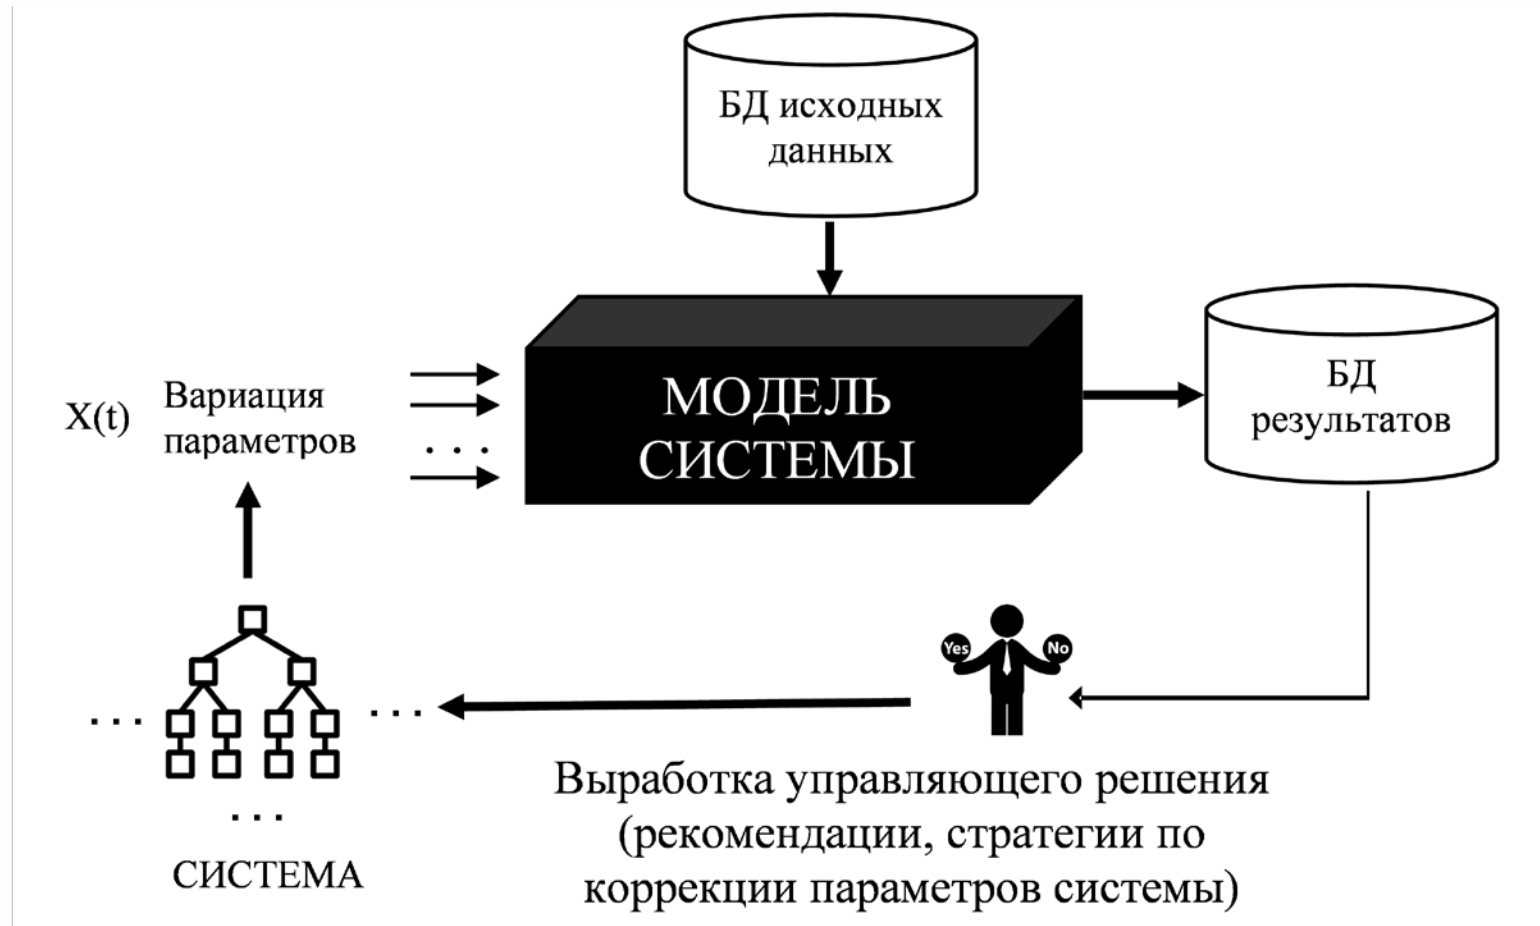 БД исходных
данных
X(t)
Вариация
параметров
. . .
МОДЕЛЬ
СИСТЕМЫ
БД
результатов
Yes
No
. . .
. . .
. . .
СИСТЕМА
Выработка управляющего решения
(рекомендации, стратегии по
коррекции параметров системы)